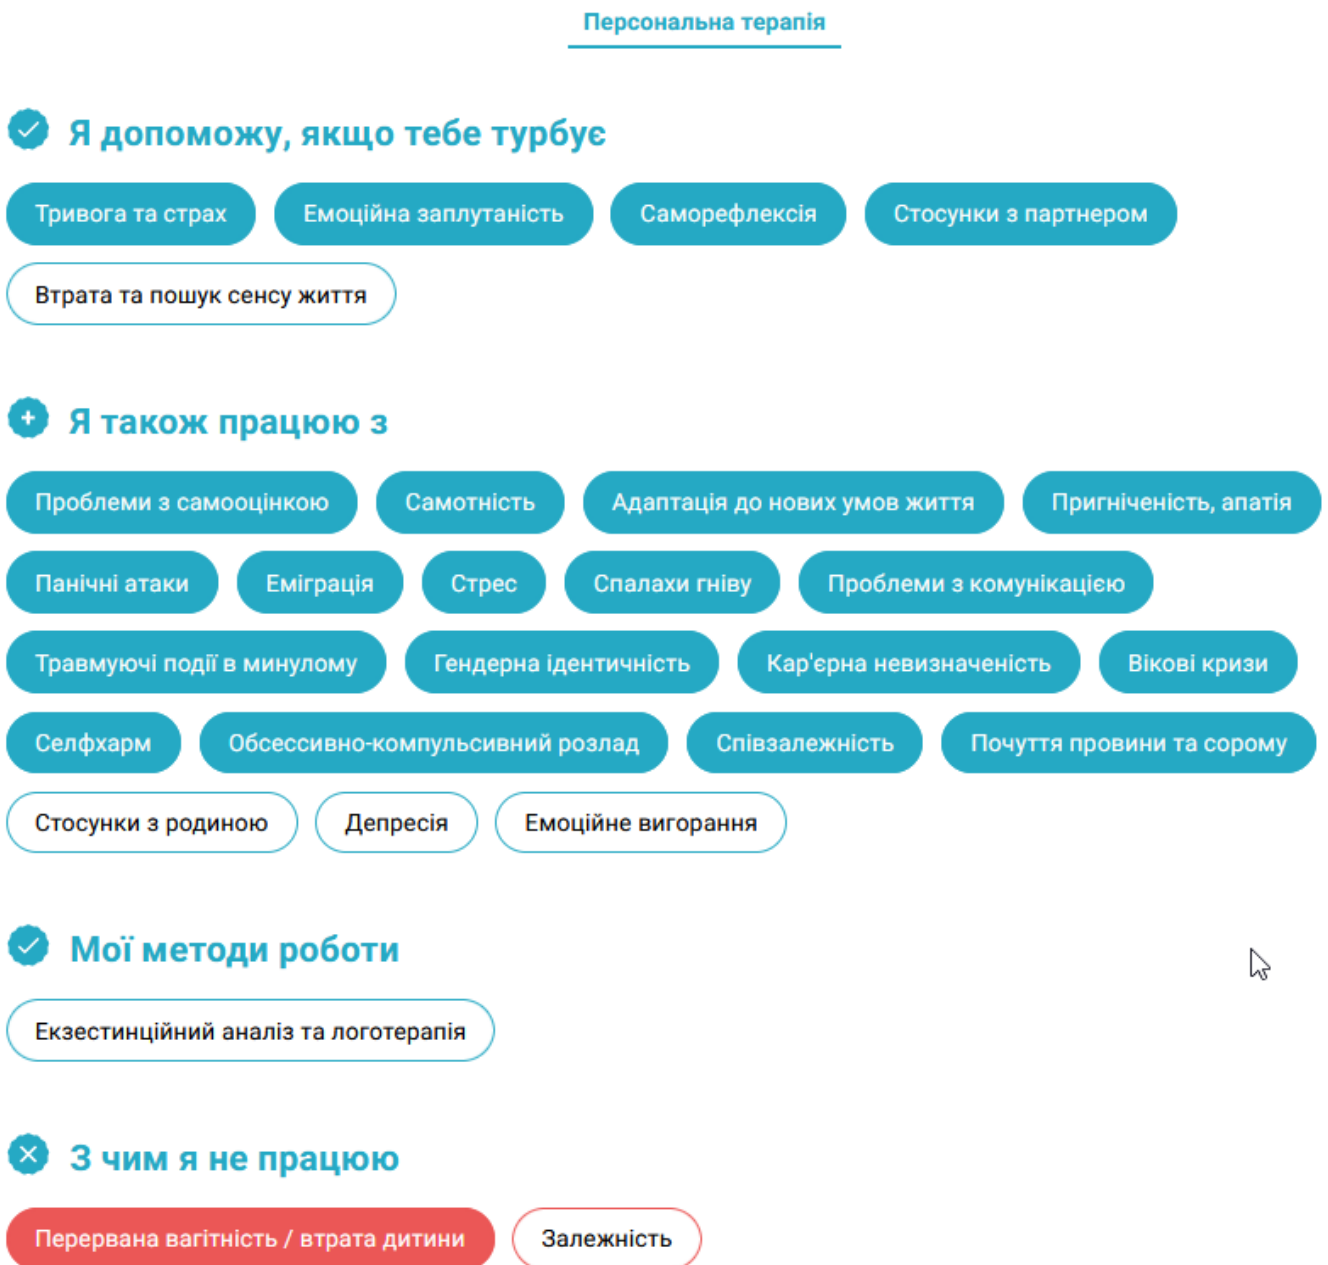 Персональна терапія
Я допоможу, якщо тебе турбує
Тривога та страх Емоційна заплутаність Саморефлексія Стосунки з партнером
Втрата та пошук сенсу життя
Я також працюю з
Проблеми з самооцінкою Самотність Адаптація до нових умов життя Пригніченість, апатія
Панічні атаки Еміграція Стрес Спалахи гніву Проблеми з комунікацією
Травмуючі події в минулому Гендерна ідентичність Кар'єрна невизначеність Вікові кризи
Селфхарм Обсессивно-компульсивний розлад Співзалежність Почуття провини та сорому
Стосунки з родиною Депресія Емоційне вигорання
Мої методи роботи
Екзестинційний аналіз та логотерапія
З чим я не працюю
Перервана вагітність / втрата дитини Залежність